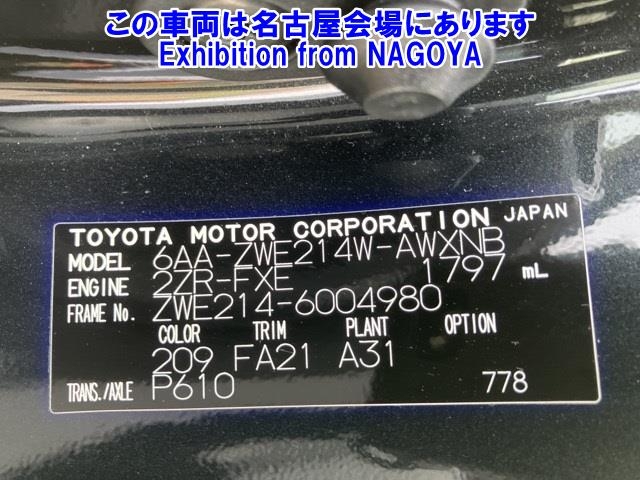 この車両は名古屋会場にあります
Exhibition from NAGOYA
TOYOTA MOTOR CORPORATION JAPAN
MODEL 6AA-ZWE214W-AWXNB
ENGINE 2ZR-FXE 1797 mL
FRAME No. ZWE214-6004980
COLOR TRIM PLANT OPTION
209 FA21 A31
TRANS./AXLE P610 778